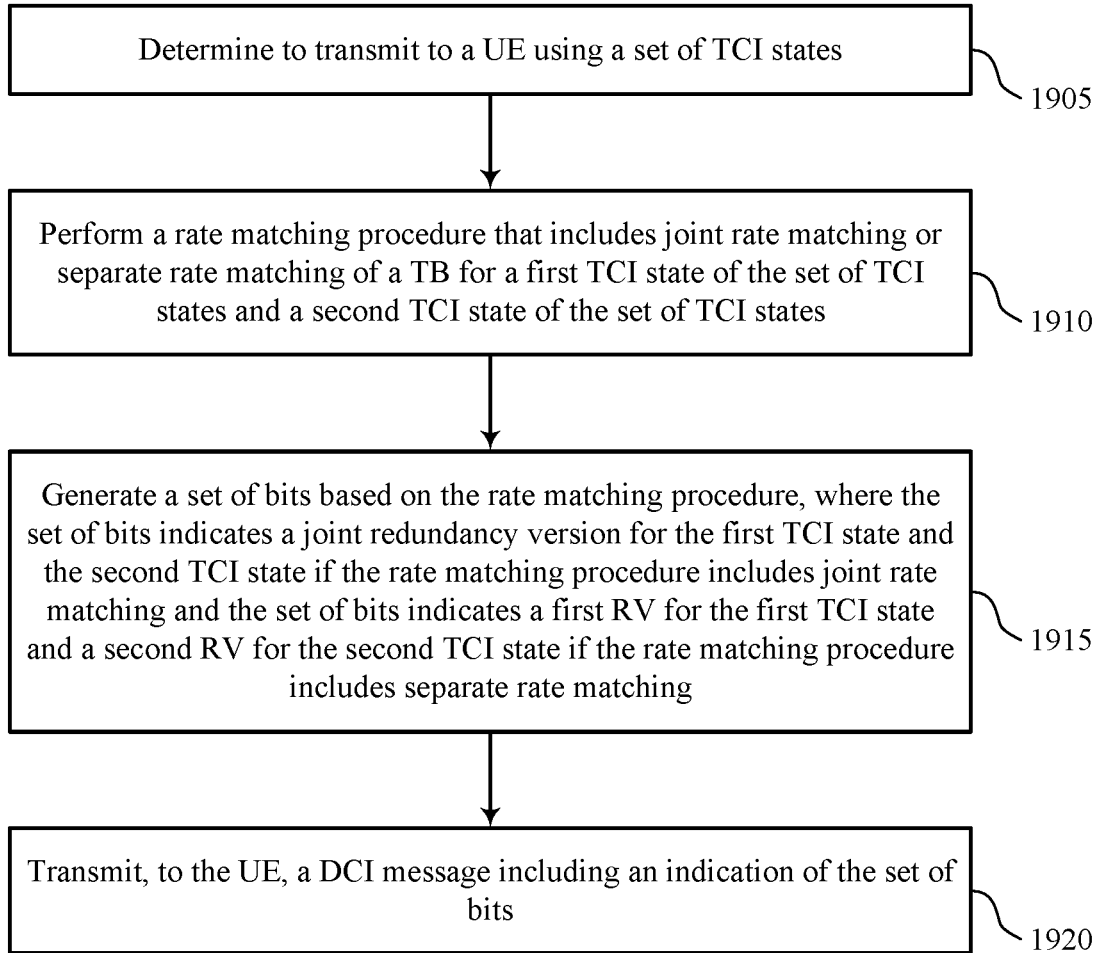 Determine to transmit to a UE using a set of TCI states
1905
Perform a rate matching procedure that includes joint rate matching or
separate rate matching of a TB for a first TCI state of the set of TCI
states and a second TCI state of the set of TCI states
1910
Generate a set of bits based on the rate matching procedure, where the
set of bits indicates a joint redundancy version for the first TCI state and
the second TCI state if the rate matching procedure includes joint rate
matching and the set of bits indicates a first RV for the first TCI state
and a second RV for the second TCI state if the rate matching procedure
includes separate rate matching
1915
Transmit, to the UE, a DCI message including an indication of the set of
bits
1920